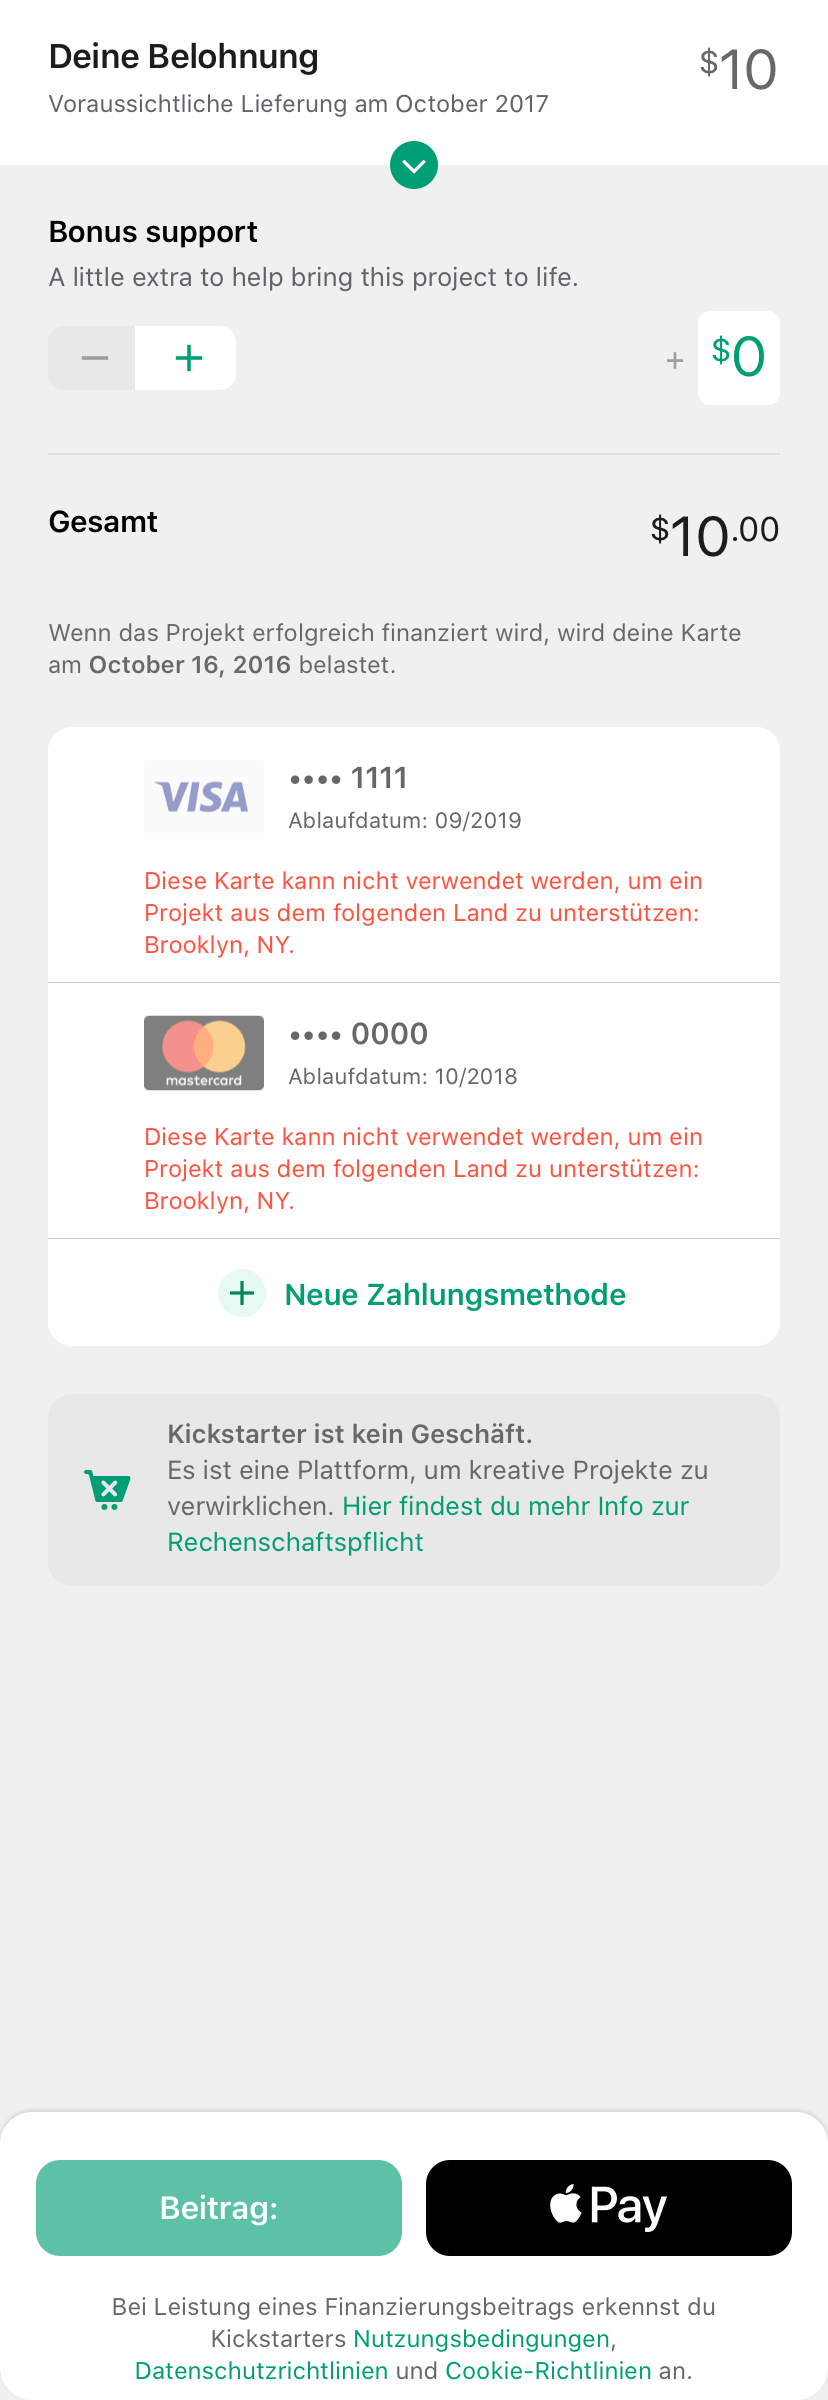 Deine Belohnung
$10
Voraussichtliche Lieferung am October 2017
Bonus support
A little extra to help bring this project to life.
− +
+ $0
Gesamt
$10.00
Wenn das Projekt erfolgreich finanziert wird, wird deine Karte
am October 16, 2016 belastet.
VISA
•••• 1111
Ablaufdatum: 09/2019
Diese Karte kann nicht verwendet werden, um ein
Projekt aus dem folgenden Land zu unterstützen:
Brooklyn, NY.
mastercard
•••• 0000
Ablaufdatum: 10/2018
Diese Karte kann nicht verwendet werden, um ein
Projekt aus dem folgenden Land zu unterstützen:
Brooklyn, NY.
+ Neue Zahlungsmethode
Kickstarter ist kein Geschäft.
Es ist eine Plattform, um kreative Projekte zu
verwirklichen. Hier findest du mehr Info zur
Rechenschaftspflicht
Beitrag:
Pay
Bei Leistung eines Finanzierungsbeitrags erkennst du
Kickstarters Nutzungsbedingungen,
Datenschutzrichtlinien und Cookie-Richtlinien an.